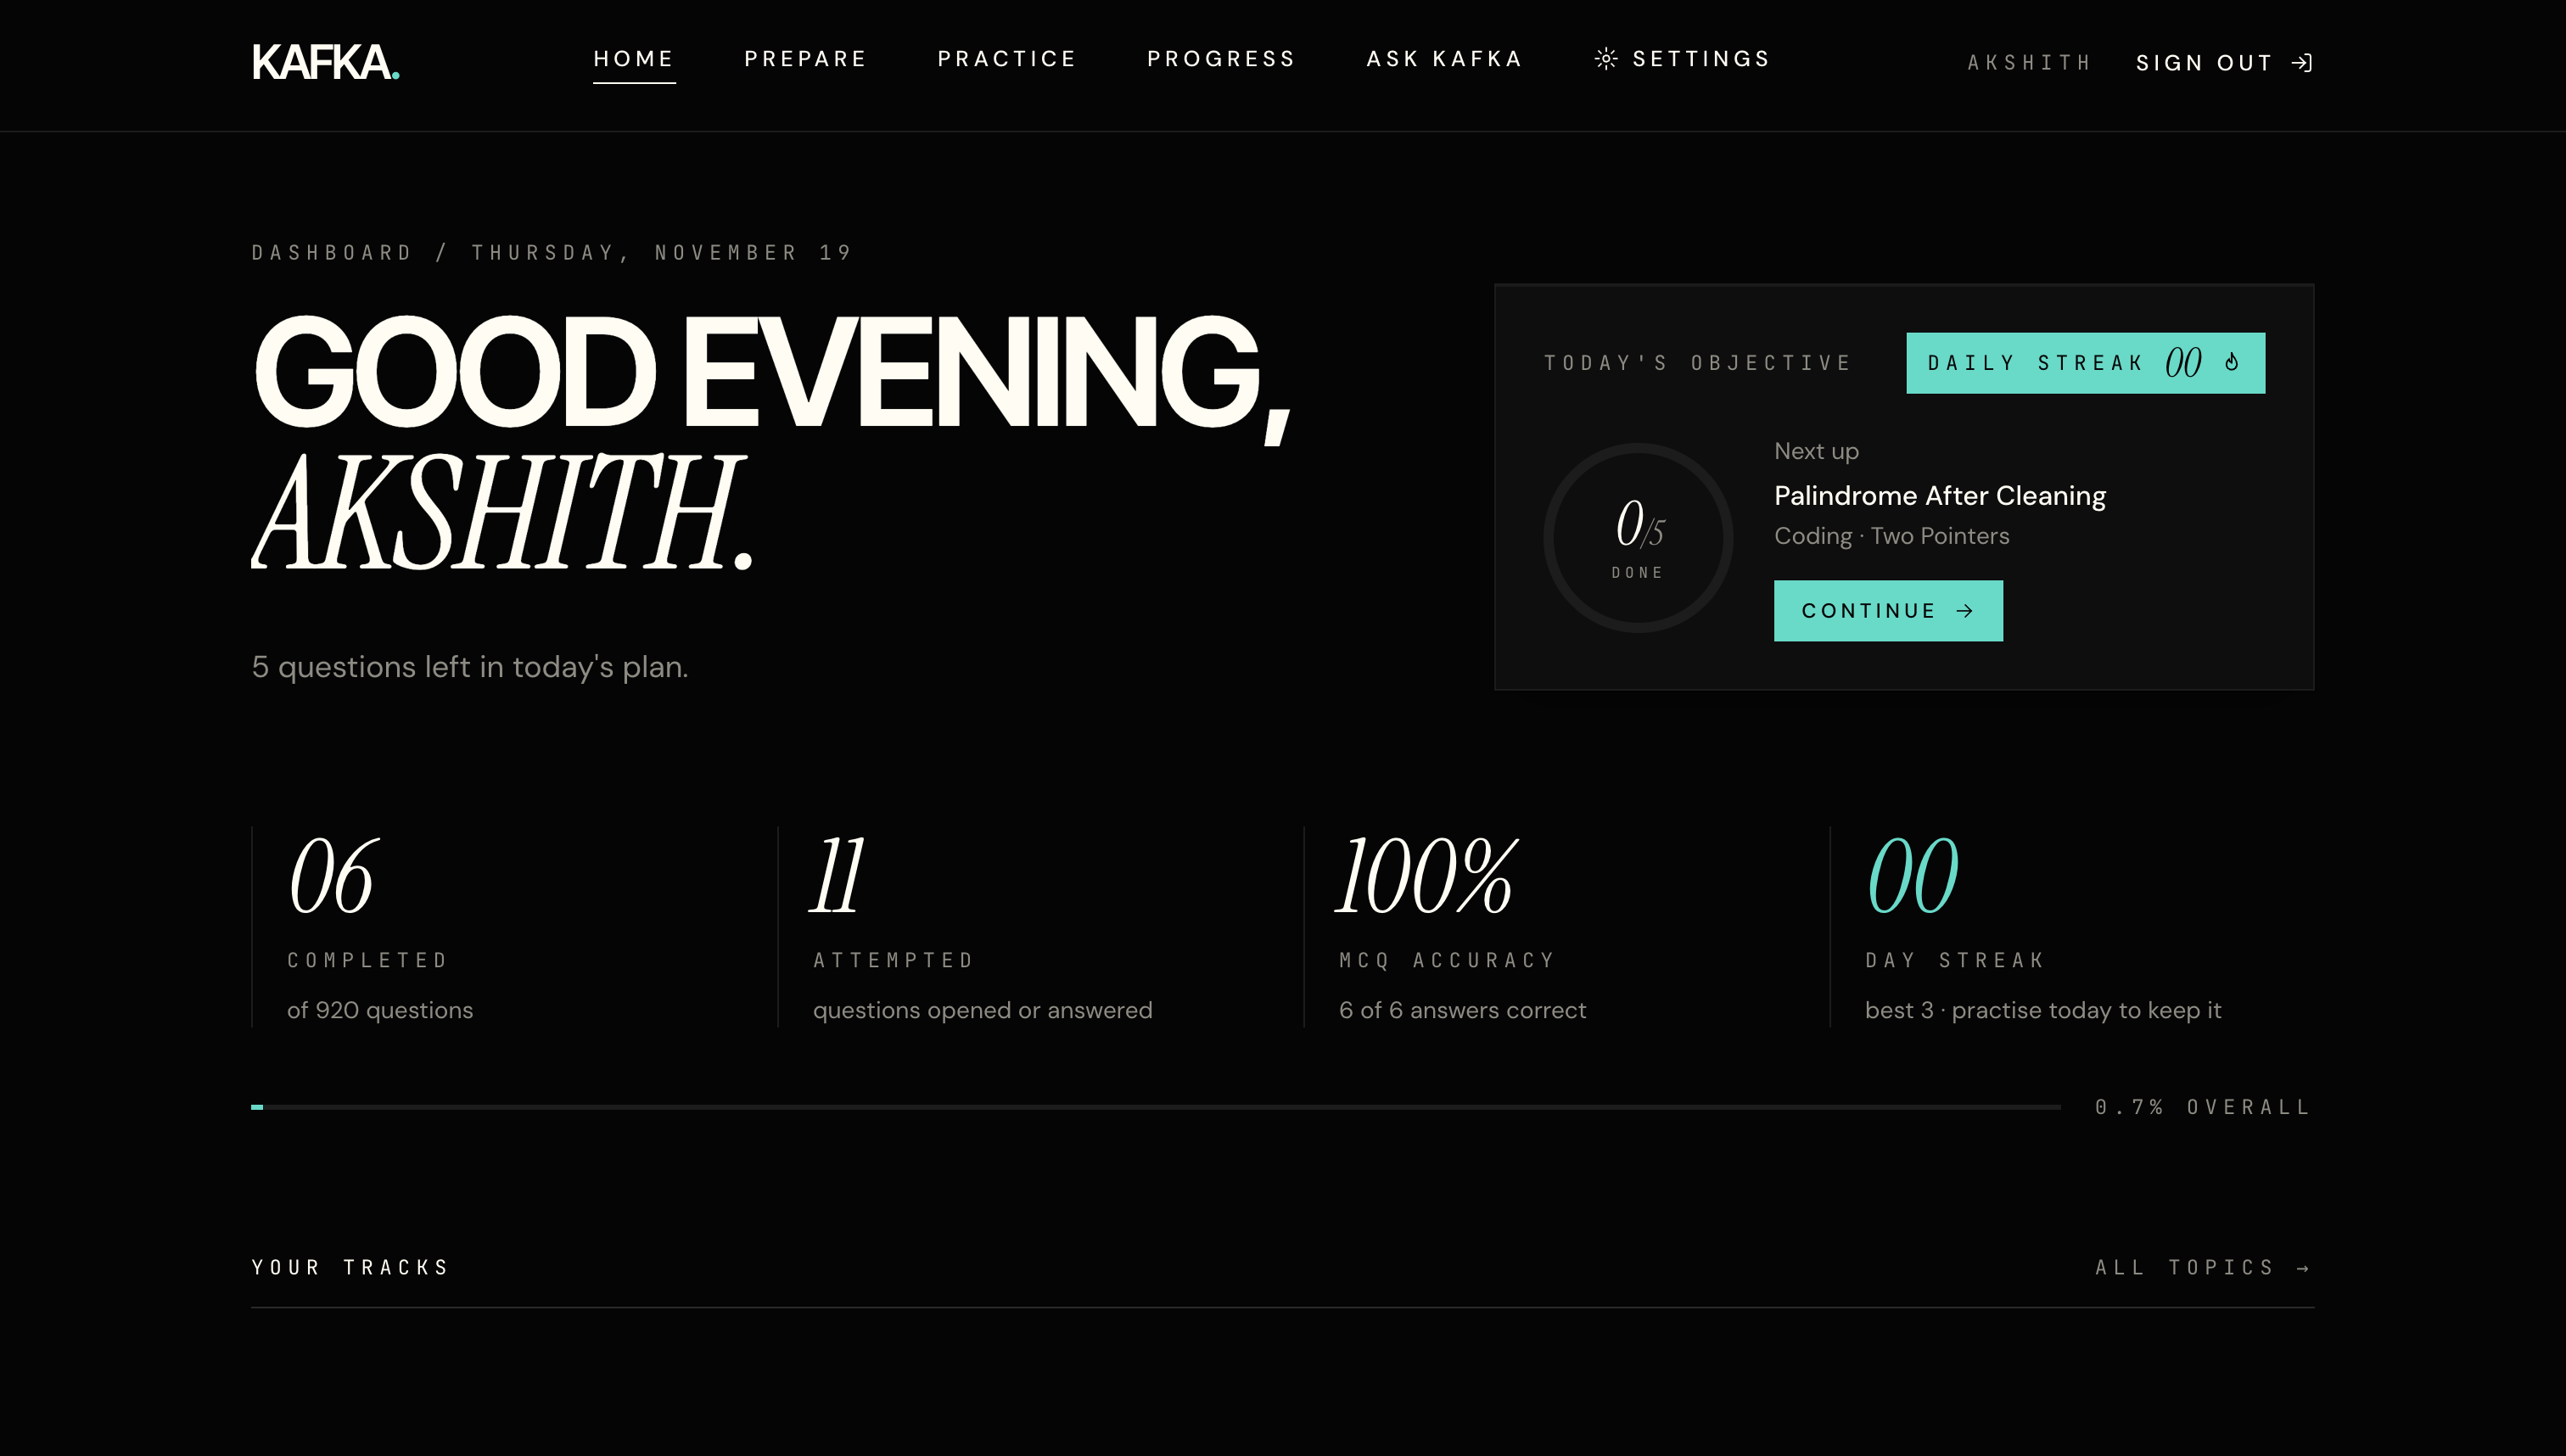 KAFKA.
HOME
PREPARE
PRACTICE
PROGRESS
ASK KAFKA
SETTINGS
AKSHITH
SIGN OUT
DASHBOARD / THURSDAY, NOVEMBER 19
GOOD EVENING,
AKSHITH.
5 questions left in today's plan.
TODAY'S OBJECTIVE
DAILY STREAK 00
0/5
DONE
Next up
Palindrome After Cleaning
Coding · Two Pointers
CONTINUE →
06
COMPLETED
of 920 questions
11
ATTEMPTED
questions opened or answered
100%
MCQ ACCURACY
6 of 6 answers correct
00
DAY STREAK
best 3 · practise today to keep it
0.7% OVERALL
YOUR TRACKS
ALL TOPICS →